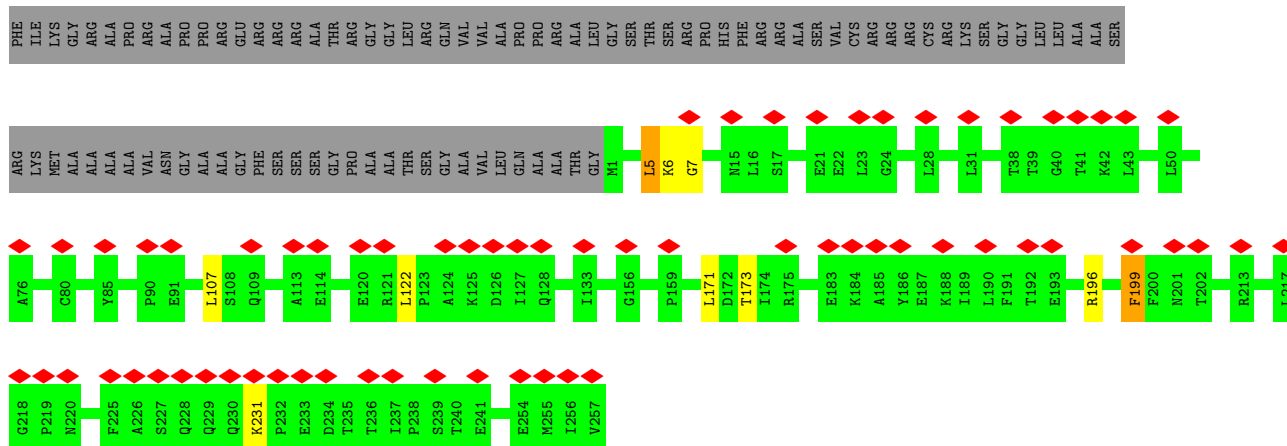 PHE ILE LYS GLY ARG ALA PRO ARG ALA PRO PRO ARG GLU ARG ARG ARG ALA THR ARG GLY GLY LEU ARG GLN VAL VAL ALA PRO PRO ARG ALA LEU GLY SER THR SER ARG PRO HIS PHE ARG ARG ALA SER VAL CYS ARG ARG ARG CYS ARG LYS SER GLY GLY LEU LEU ALA ALA SER
ARG LYS MET ALA ALA ALA ALA VAL ASN GLY ALA ALA GLY PHE SER SER SER GLY PRO ALA ALA THR SER GLY ALA VAL LEU GLN ALA ALA THR GLY M1 L5 K6 G7 N15 L16 S17 E21 E22 L23 G24 L28 L31 T38 T39 G40 T41 K42 L43 L50
A76 C80 Y85 P90 E91 L107 S108 Q109 A113 E114 E120 R121 L122 P123 A124 K125 D126 I127 Q128 I133 G156 P159 L171 D172 T173 I174 R175 E183 K184 A185 Y186 E187 K188 I189 L190 F191 T192 E193 R196 F199 F200 N201 T202 R213 L217
G218 P219 N220 F225 A226 S227 Q228 Q229 Q230 K231 P232 E233 D234 T235 T236 I237 P238 S239 T240 E241 E254 M255 I256 V257